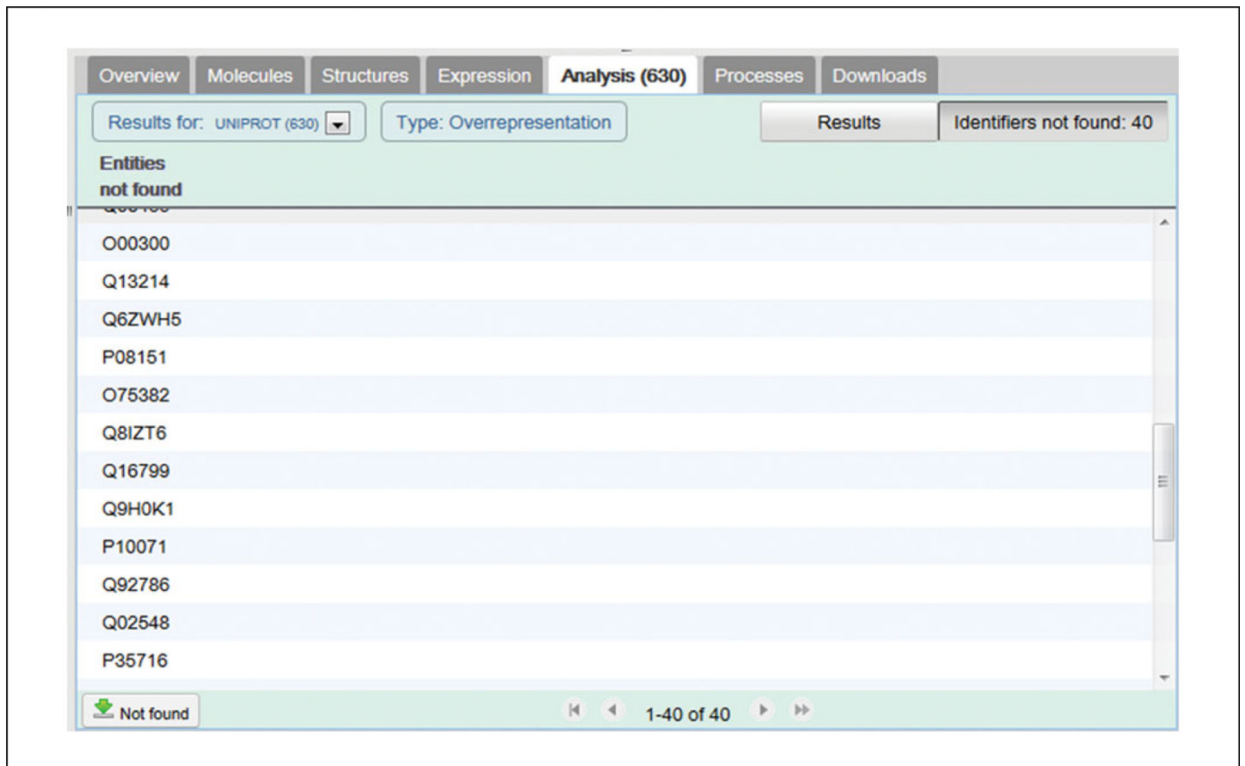 Overview Molecules Structures Expression Analysis (630) Processes Downloads
Results for: UNIPROT (630) Type: Overrepresentation Results Identifiers not found: 40
Entities
not found
O00300
Q13214
Q6ZWH5
P08151
O75382
Q8IZT6
Q16799
Q9H0K1
P10071
Q92786
Q02548
P35716
Not found 1-40 of 40